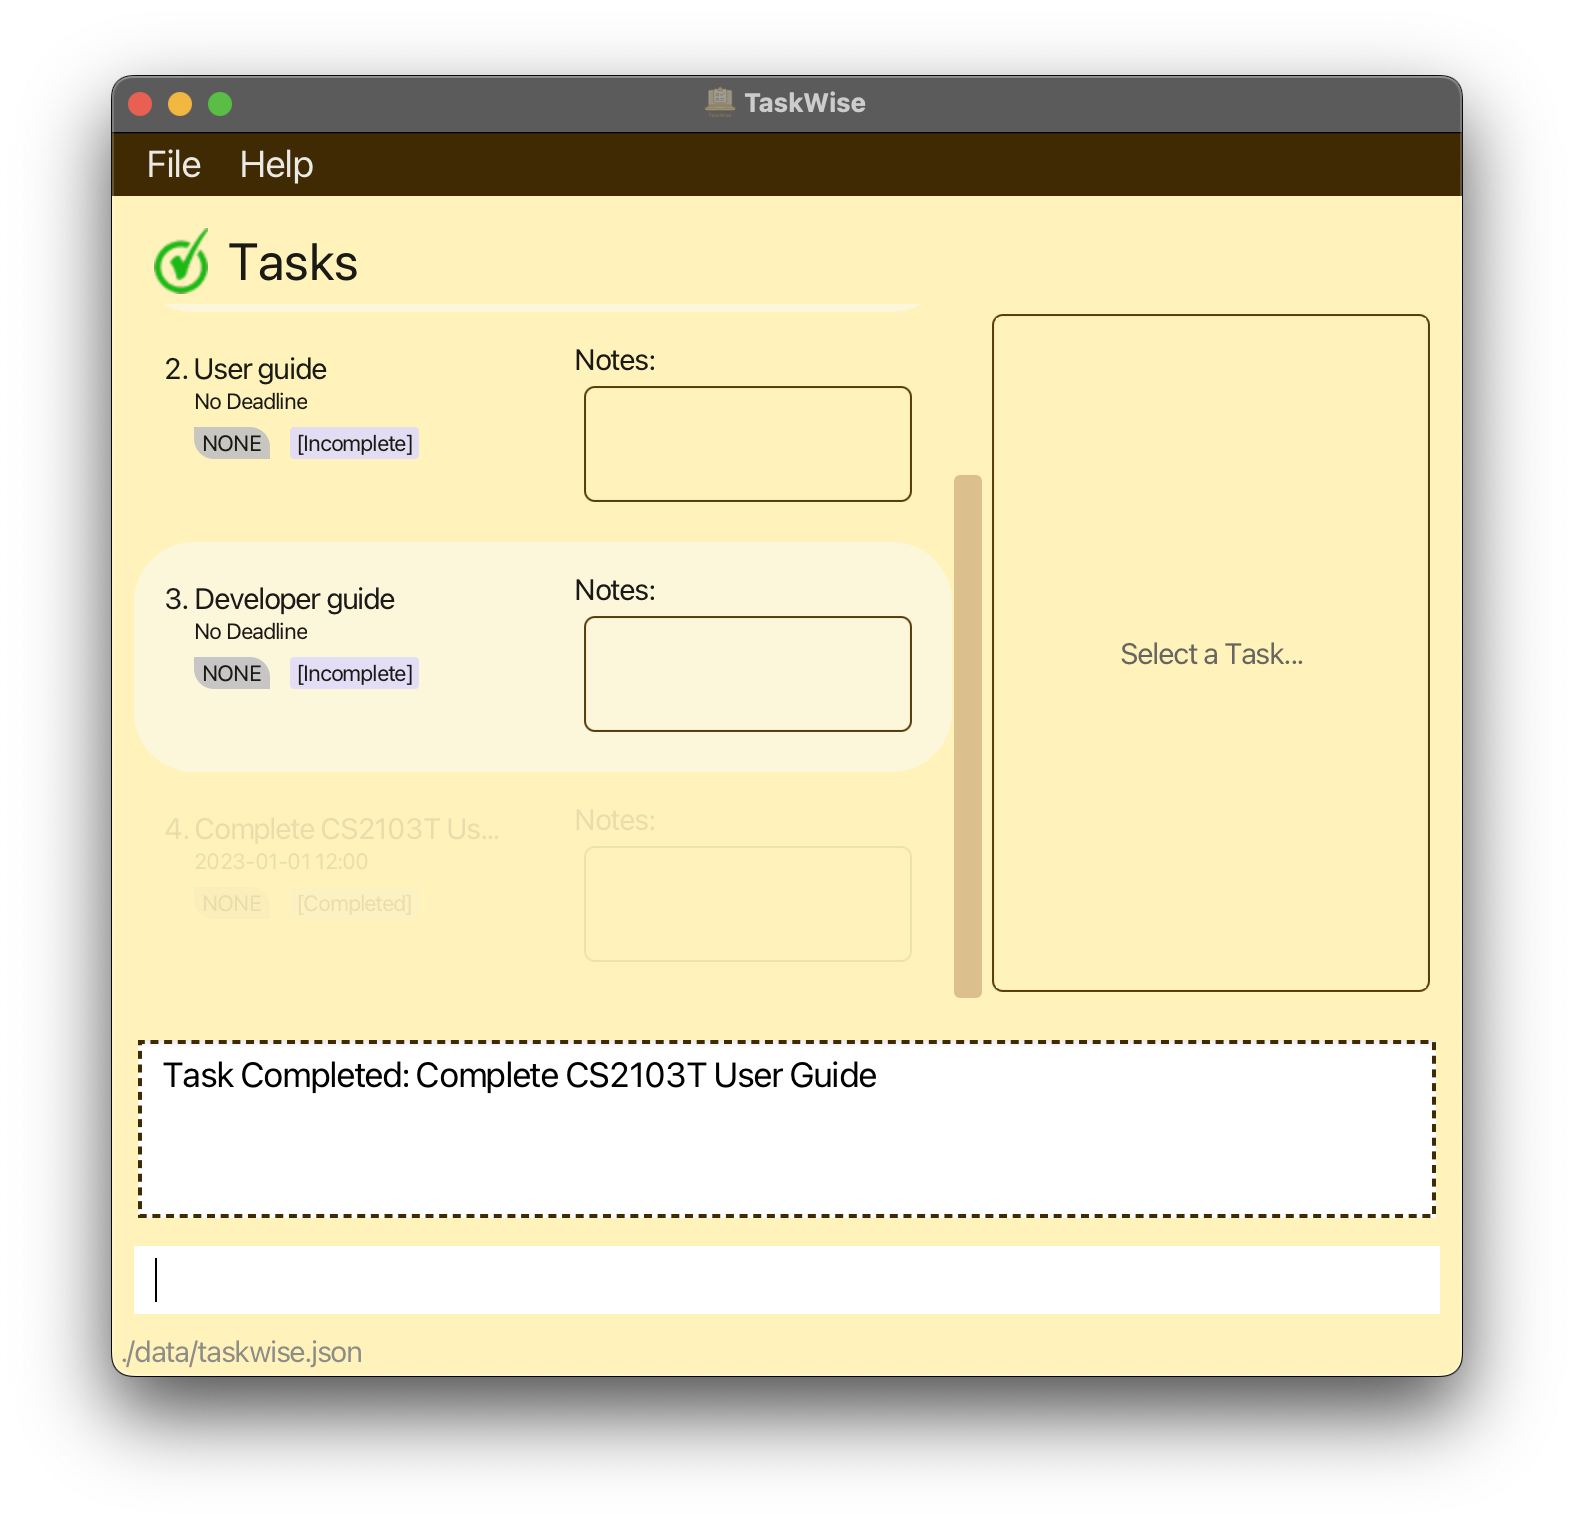 TaskWise
File Help
Tasks
2. User guide
No Deadline
NONE [Incomplete]
Notes:
3. Developer guide
No Deadline
NONE [Incomplete]
Notes:
4. Complete CS2103T Us...
2023-01-01 12:00
NONE [Completed]
Notes:
Select a Task...
Task Completed: Complete CS2103T User Guide
./data/taskwise.json